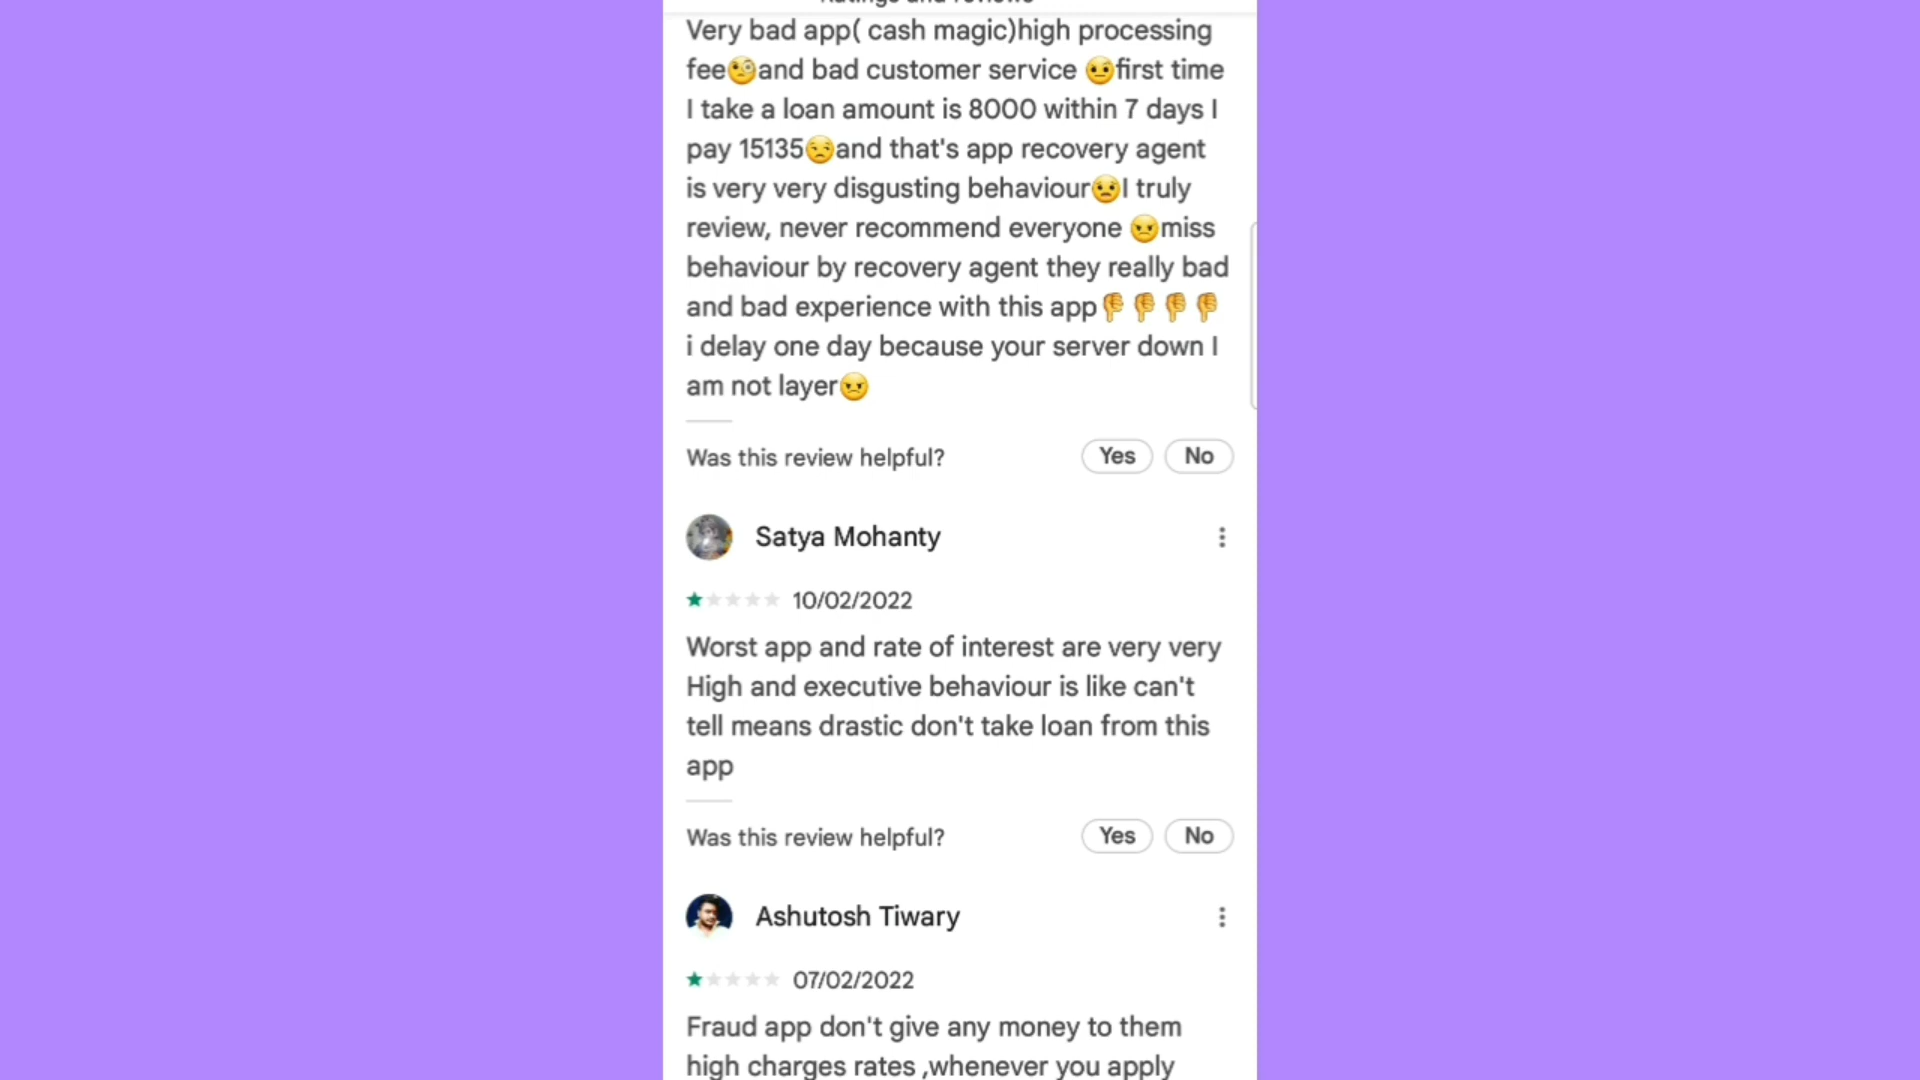 Ratings and reviews
Very bad app( cash magic)high processing
fee🧐and bad customer service 😐first time
I take a loan amount is 8000 within 7 days I
pay 15135😒and that's app recovery agent
is very very disgusting behaviour😟I truly
review, never recommend everyone 😠miss
behaviour by recovery agent they really bad
and bad experience with this app👎👎👎👎
i delay one day because your server down I
am not layer😠
Was this review helpful? Yes No
Satya Mohanty
10/02/2022
Worst app and rate of interest are very very
High and executive behaviour is like can't
tell means drastic don't take loan from this
app
Was this review helpful? Yes No
Ashutosh Tiwary
07/02/2022
Fraud app don't give any money to them
high charges rates ,whenever you apply